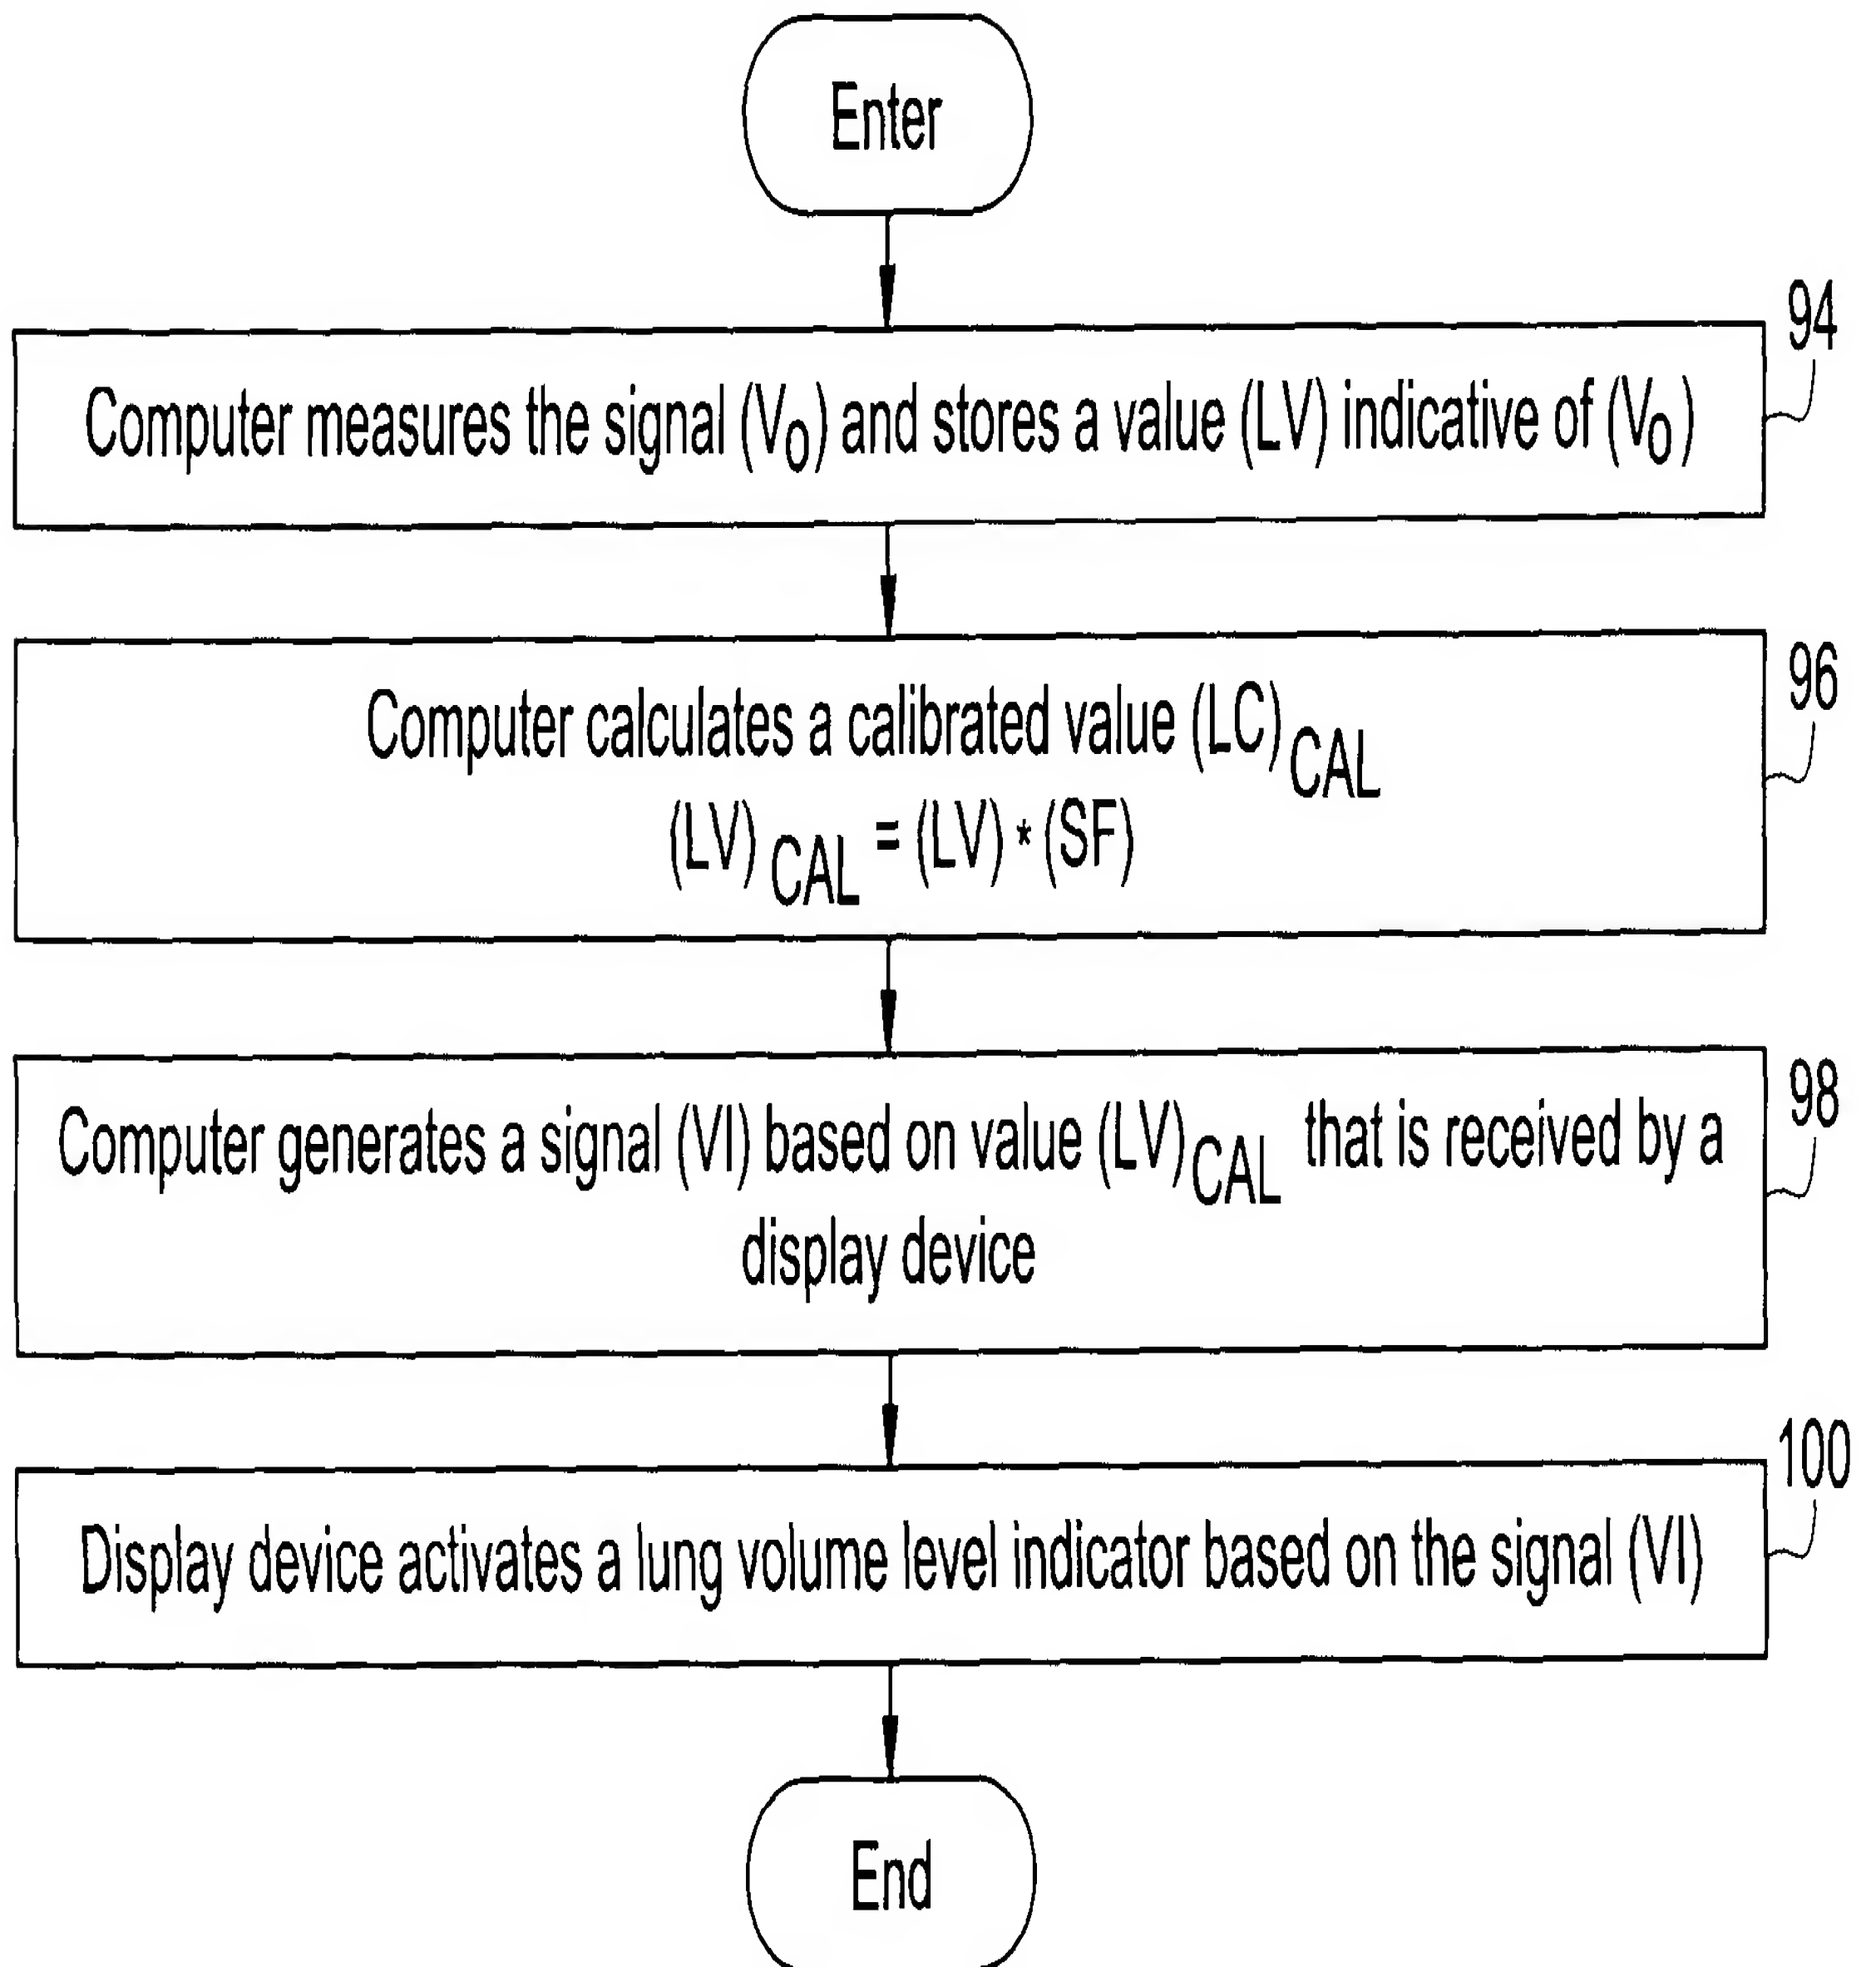 Enter
94
Computer measures the signal (V₀) and stores a value (LV) indicative of (V₀)
96
Computer calculates a calibrated value (LC)CAL
(LV)CAL = (LV) * (SF)
98
Computer generates a signal (VI) based on value (LV)CAL that is received by a
display device
100
Display device activates a lung volume level indicator based on the signal (VI)
End